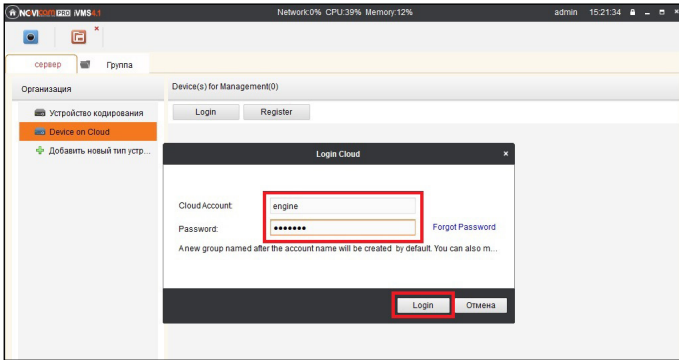 NOVICOM PRO iVMS4.1 Network:0% CPU:39% Memory:12% admin 15:21:34
сервер Группа
Организация Device(s) for Management(0)
Login Register
Устройство кодирования
Device on Cloud
Добавить новый тип устр...
Login Cloud
Cloud Account: engine
Password: ●●●●●●● Forgot Password
A new group named after the account name will be created by default. You can also m...
Login Отмена